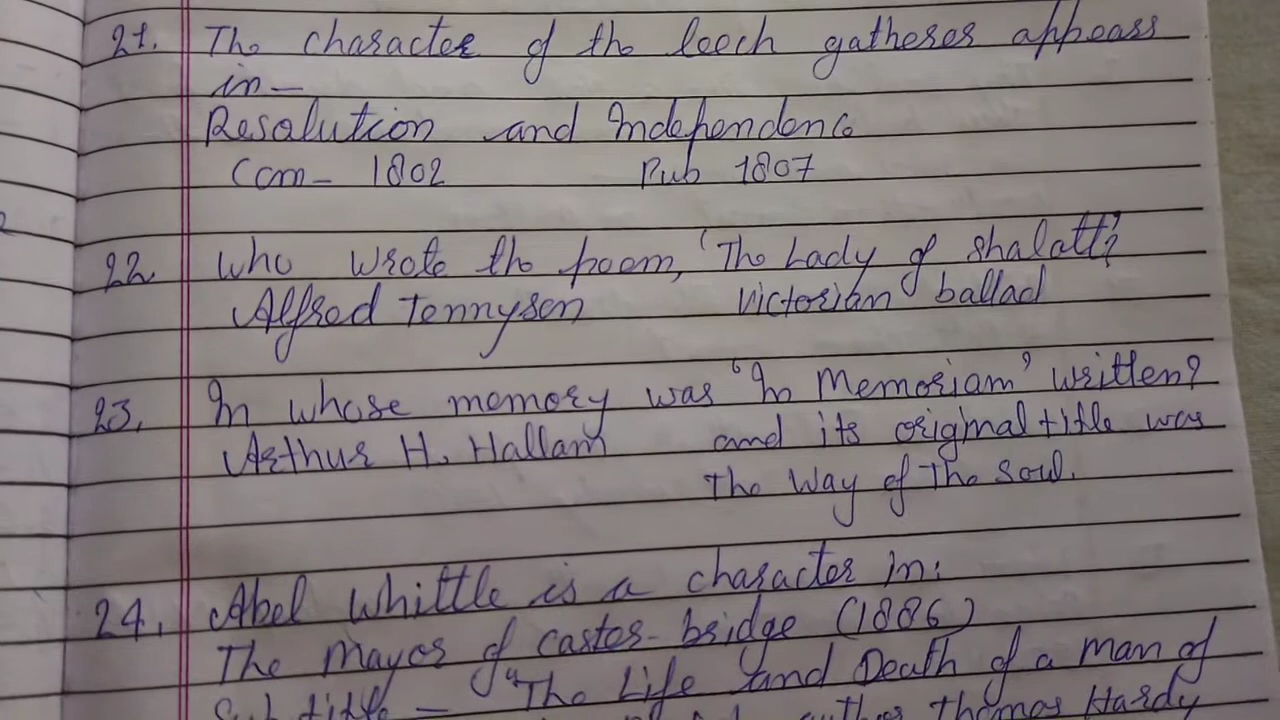 21. The character of the leech gatherer appears
in-
Resolution and Independence
Com- 1802 Pub 1807
22. Who wrote the poem, 'The Lady of Shalott'?
Alfred Tennyson Victorian ballad
23. In whose memory was 'In Memoriam' written?
Arthur H. Hallam and its original title was
The Way of The Soul.
24. Abel Whittle is a character in:
The Mayor of Caster-bridge (1886)
Sub title - "The Life and Death of a man of
author Thomas Hardy